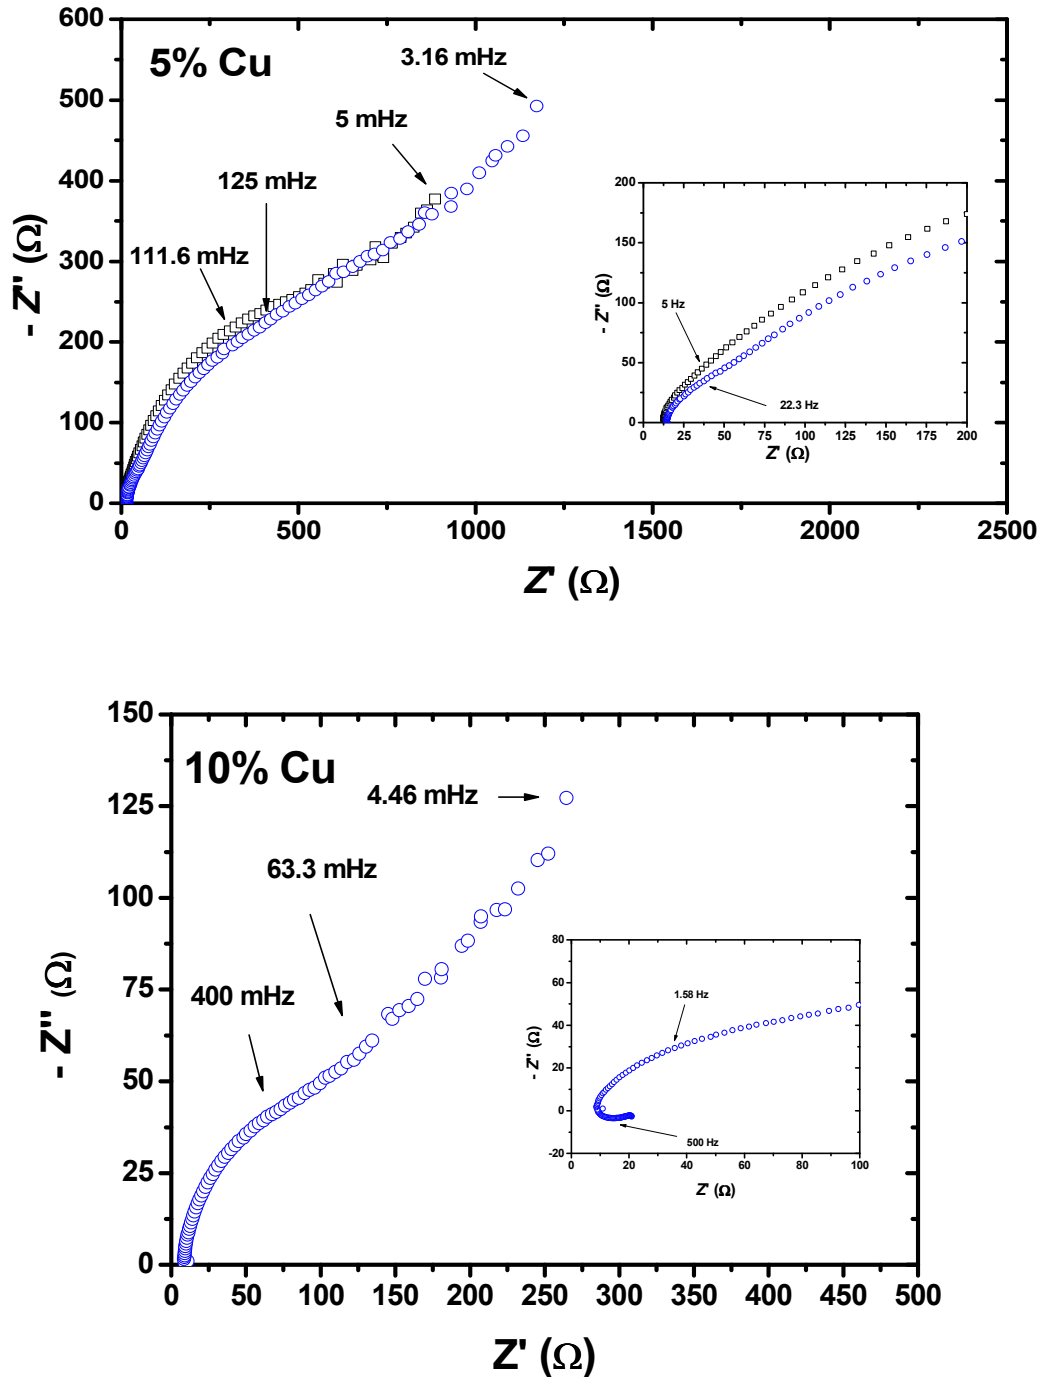 600
5% Cu
3.16 mHz
500
5 mHz
400
125 mHz
111.6 mHz
300
200
100
0
- Z'' (Ω)
0 500 1000 1500 2000 2500
Z' (Ω)
200
150
100
50
0
- Z'' (Ω)
5 Hz
22.3 Hz
0 25 50 75 100 125 150 175 200
Z' (Ω)
150
10% Cu
4.46 mHz
125
63.3 mHz
100
400 mHz
75
50
25
0
- Z'' (Ω)
0 50 100 150 200 250 300 350 400 450 500
Z' (Ω)
80
60
40
20
0
-20
- Z'' (Ω)
1.58 Hz
500 Hz
0 20 40 60 80 100
Z' (Ω)